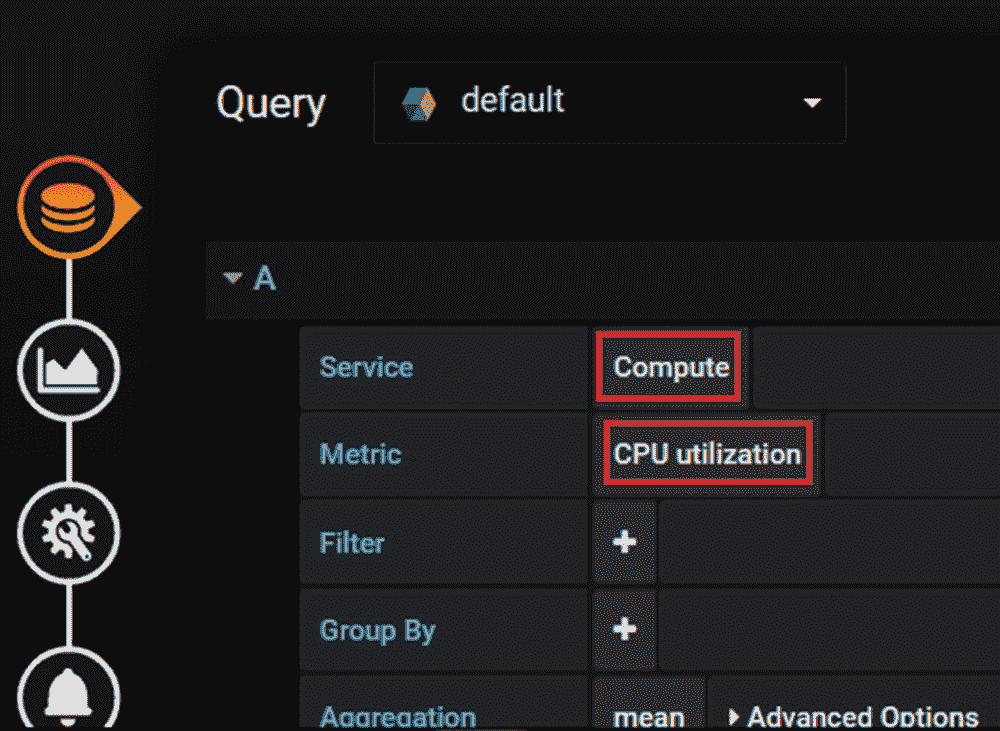 Query default
A
Service Compute
Metric CPU utilization
Filter
Group By
Aggregation mean Advanced Options